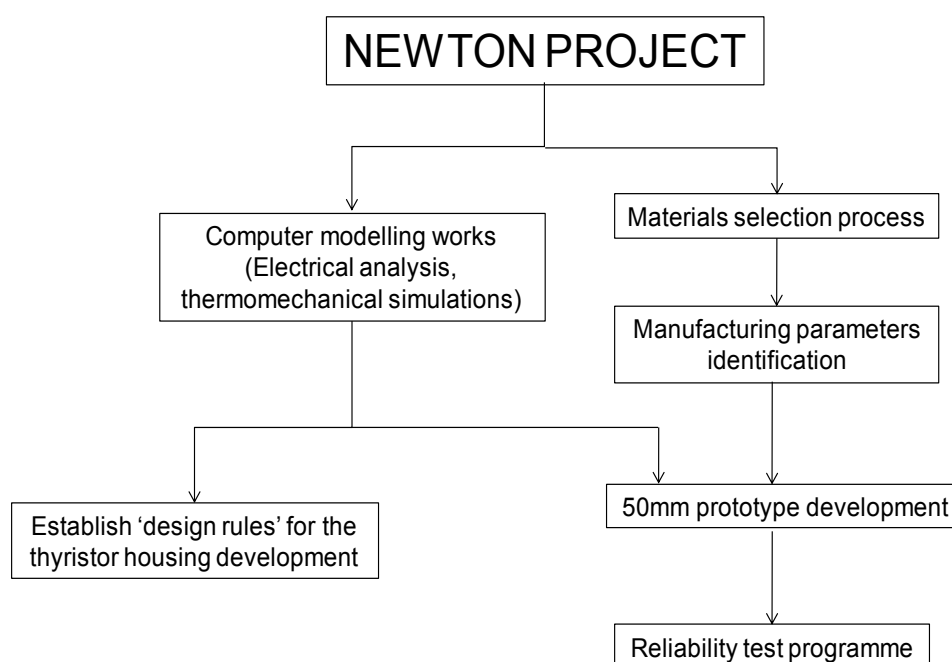 NEWTON PROJECT
Computer modelling works
(Electrical analysis,
thermomechanical simulations)
Materials selection process
Manufacturing parameters
identification
Establish ‘design rules’ for the
thyristor housing development
50mm prototype development
Reliability test programme